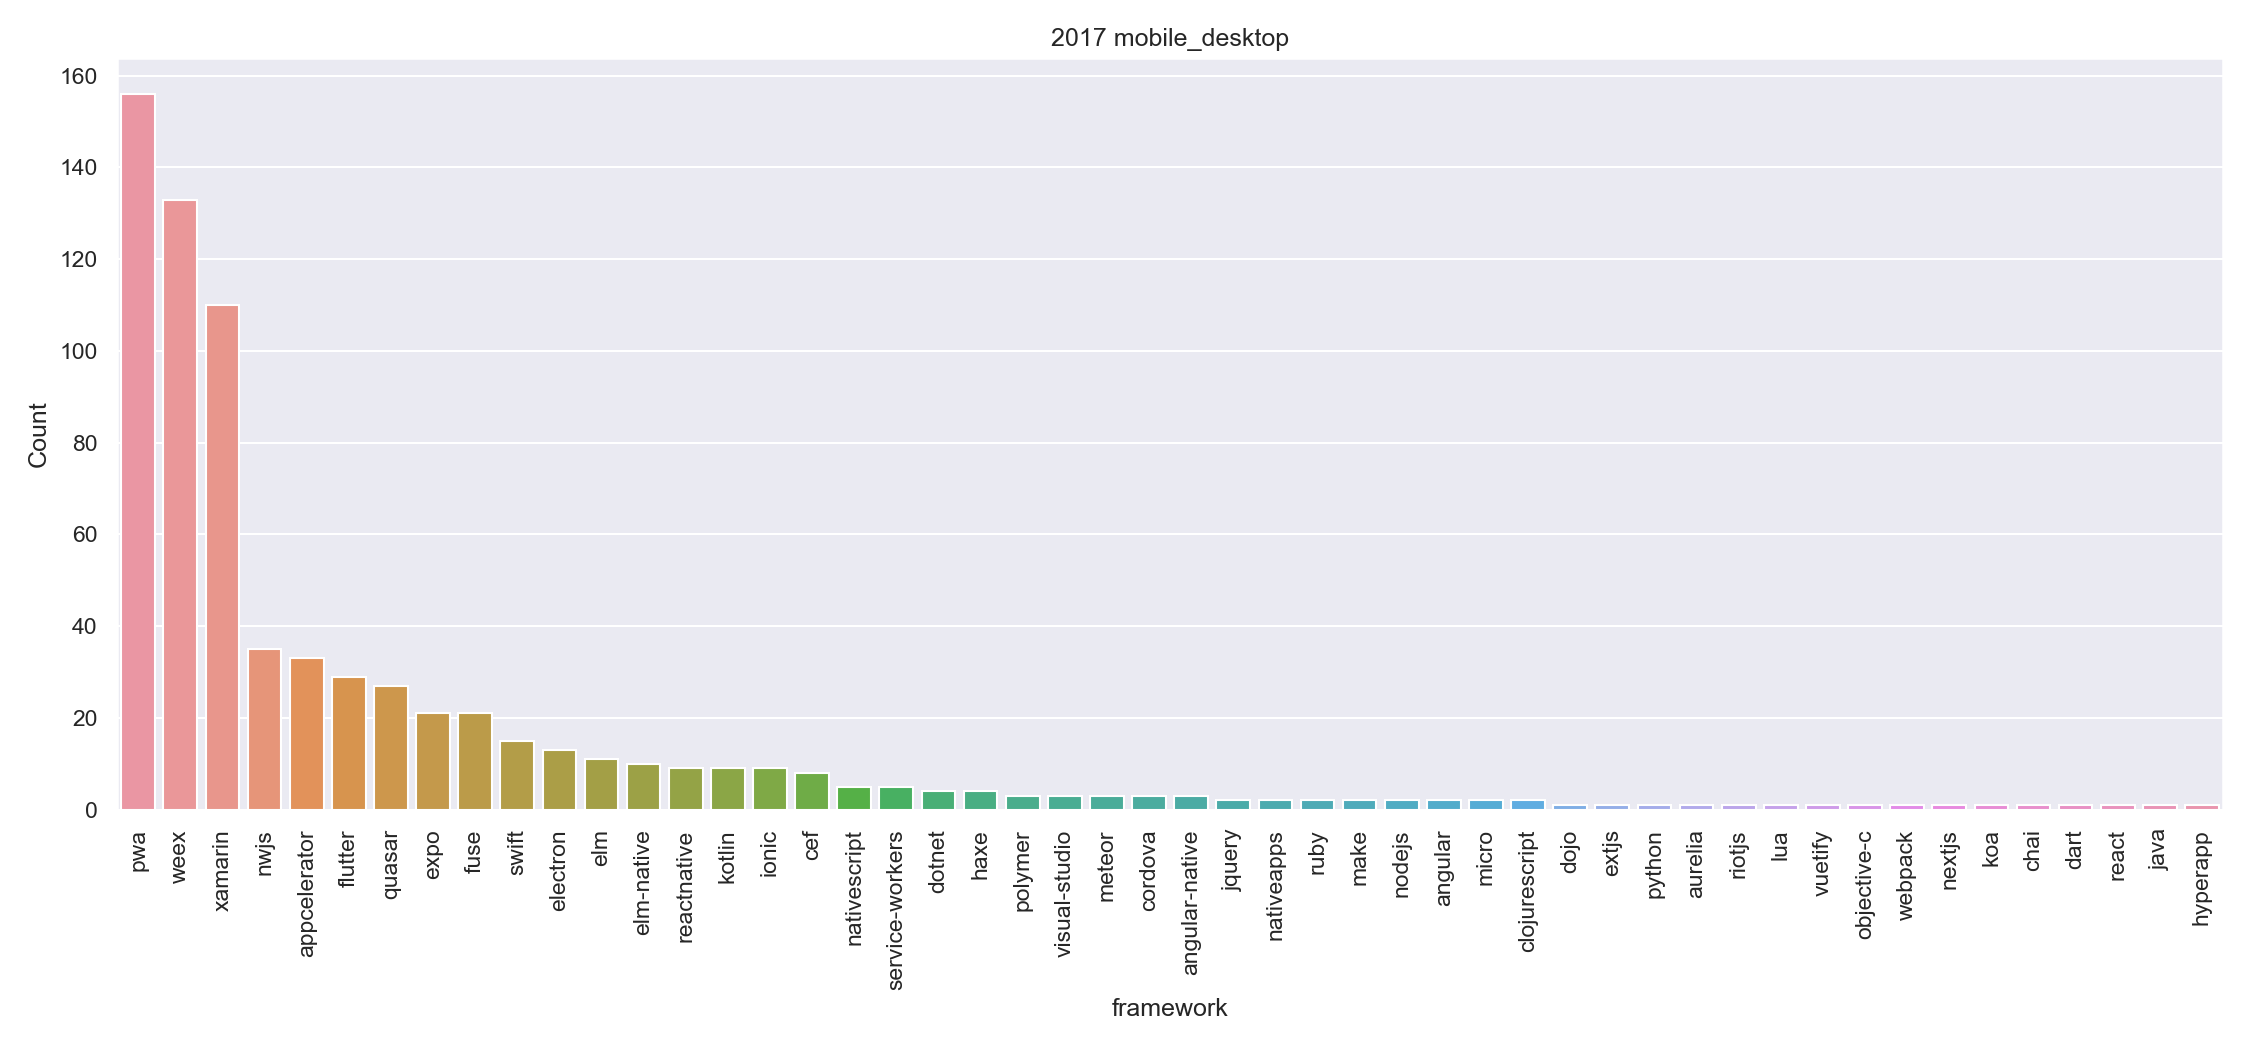 2017 mobile_desktop
160
140
120
100
80
60
40
20
0
Count
pwa
weex
xamarin
nwjs
appcelerator
flutter
quasar
expo
fuse
swift
electron
elm
elm-native
reactnative
kotlin
ionic
cef
nativescript
service-workers
dotnet
haxe
polymer
visual-studio
meteor
cordova
angular-native
jquery
nativeapps
ruby
make
nodejs
angular
micro
clojurescript
dojo
extjs
python
aurelia
riotjs
lua
vuetify
objective-c
webpack
nextjs
koa
chai
dart
react
java
hyperapp
framework